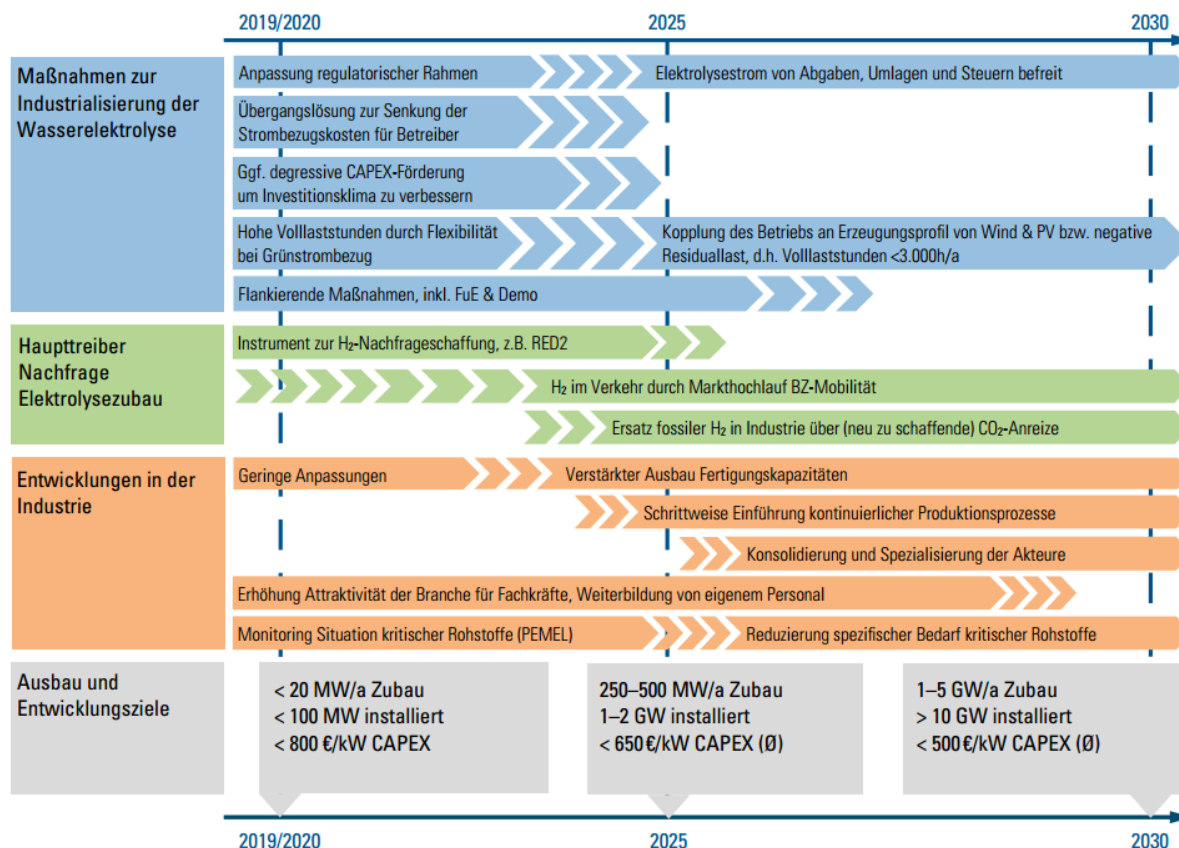 2019/2020 2025 2030
Maßnahmen zur
Industrialisierung der
Wasserelektrolyse
Anpassung regulatorischer Rahmen
Elektrolysestrom von Abgaben, Umlagen und Steuern befreit
Übergangslösung zur Senkung der
Strombezugskosten für Betreiber
Ggf. degressive CAPEX-Förderung
um Investitionsklima zu verbessern
Hohe Volllaststunden durch Flexibilität
bei Grünstrombezug
Kopplung des Betriebs an Erzeugungsprofil von Wind & PV bzw. negative
Residuallast, d.h. Volllaststunden <3.000h/a
Flankierende Maßnahmen, inkl. FuE & Demo
Haupttreiber
Nachfrage
Elektrolysezubau
Instrument zur H₂-Nachfrageschaffung, z.B. RED2
H₂ im Verkehr durch Markthochlauf BZ-Mobilität
Ersatz fossiler H₂ in Industrie über (neu zu schaffende) CO₂-Anreize
Entwicklungen in der
Industrie
Geringe Anpassungen
Verstärkter Ausbau Fertigungskapazitäten
Schrittweise Einführung kontinuierlicher Produktionsprozesse
Konsolidierung und Spezialisierung der Akteure
Erhöhung Attraktivität der Branche für Fachkräfte, Weiterbildung von eigenem Personal
Monitoring Situation kritischer Rohstoffe (PEMEL)
Reduzierung spezifischer Bedarf kritischer Rohstoffe
Ausbau und
Entwicklungsziele
< 20 MW/a Zubau
< 100 MW installiert
< 800 €/kW CAPEX
250–500 MW/a Zubau
1–2 GW installiert
< 650 €/kW CAPEX (Ø)
1–5 GW/a Zubau
> 10 GW installiert
< 500 €/kW CAPEX (Ø)
2019/2020 2025 2030